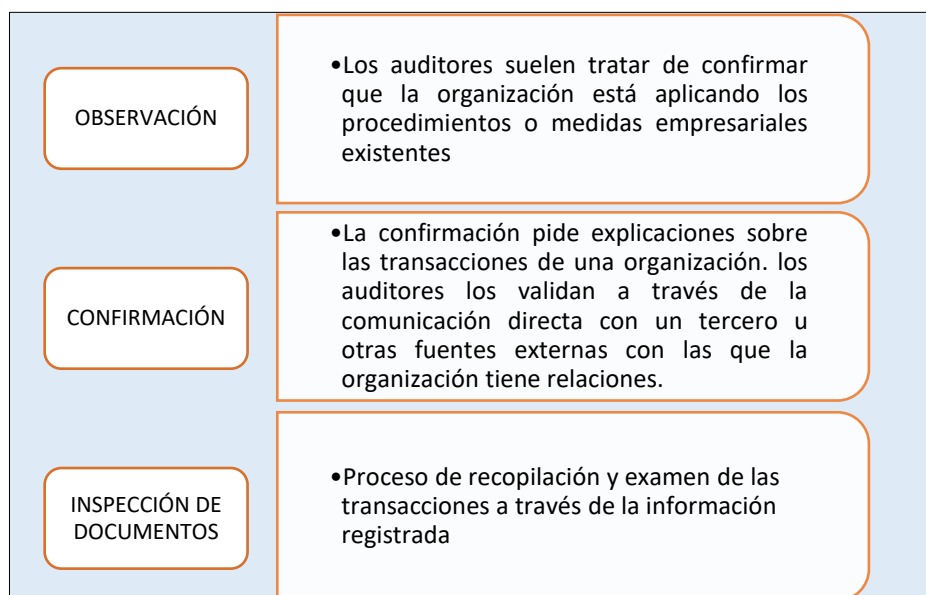 OBSERVACIÓN
•Los auditores suelen tratar de confirmar
que la organización está aplicando los
procedimientos o medidas empresariales
existentes
CONFIRMACIÓN
•La confirmación pide explicaciones sobre
las transacciones de una organización. los
auditores los validan a través de la
comunicación directa con un tercero u
otras fuentes externas con las que la
organización tiene relaciones.
INSPECCIÓN DE
DOCUMENTOS
•Proceso de recopilación y examen de las
transacciones a través de la información
registrada